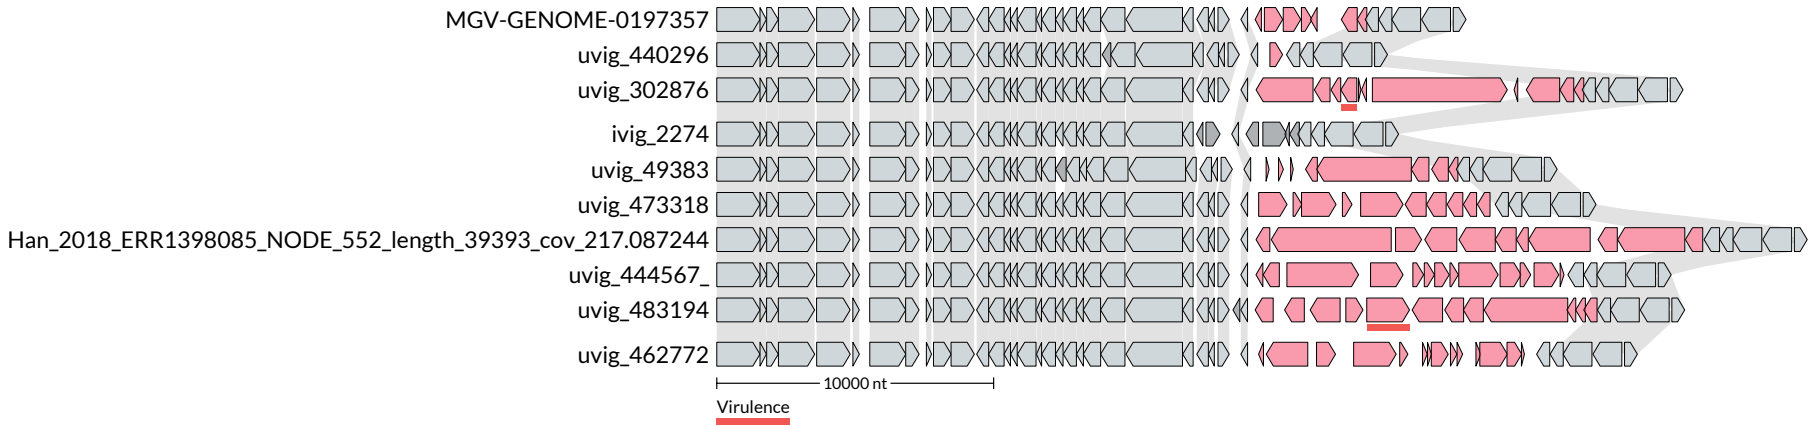 MGV-GENOME-0197357
uvig_440296
uvig_302876
ivig_2274
uvig_49383
uvig_473318
Han_2018_ERR1398085_NODE_552_length_39393_cov_217.087244
uvig_444567_
uvig_483194
uvig_462772
10000 nt
Virulence